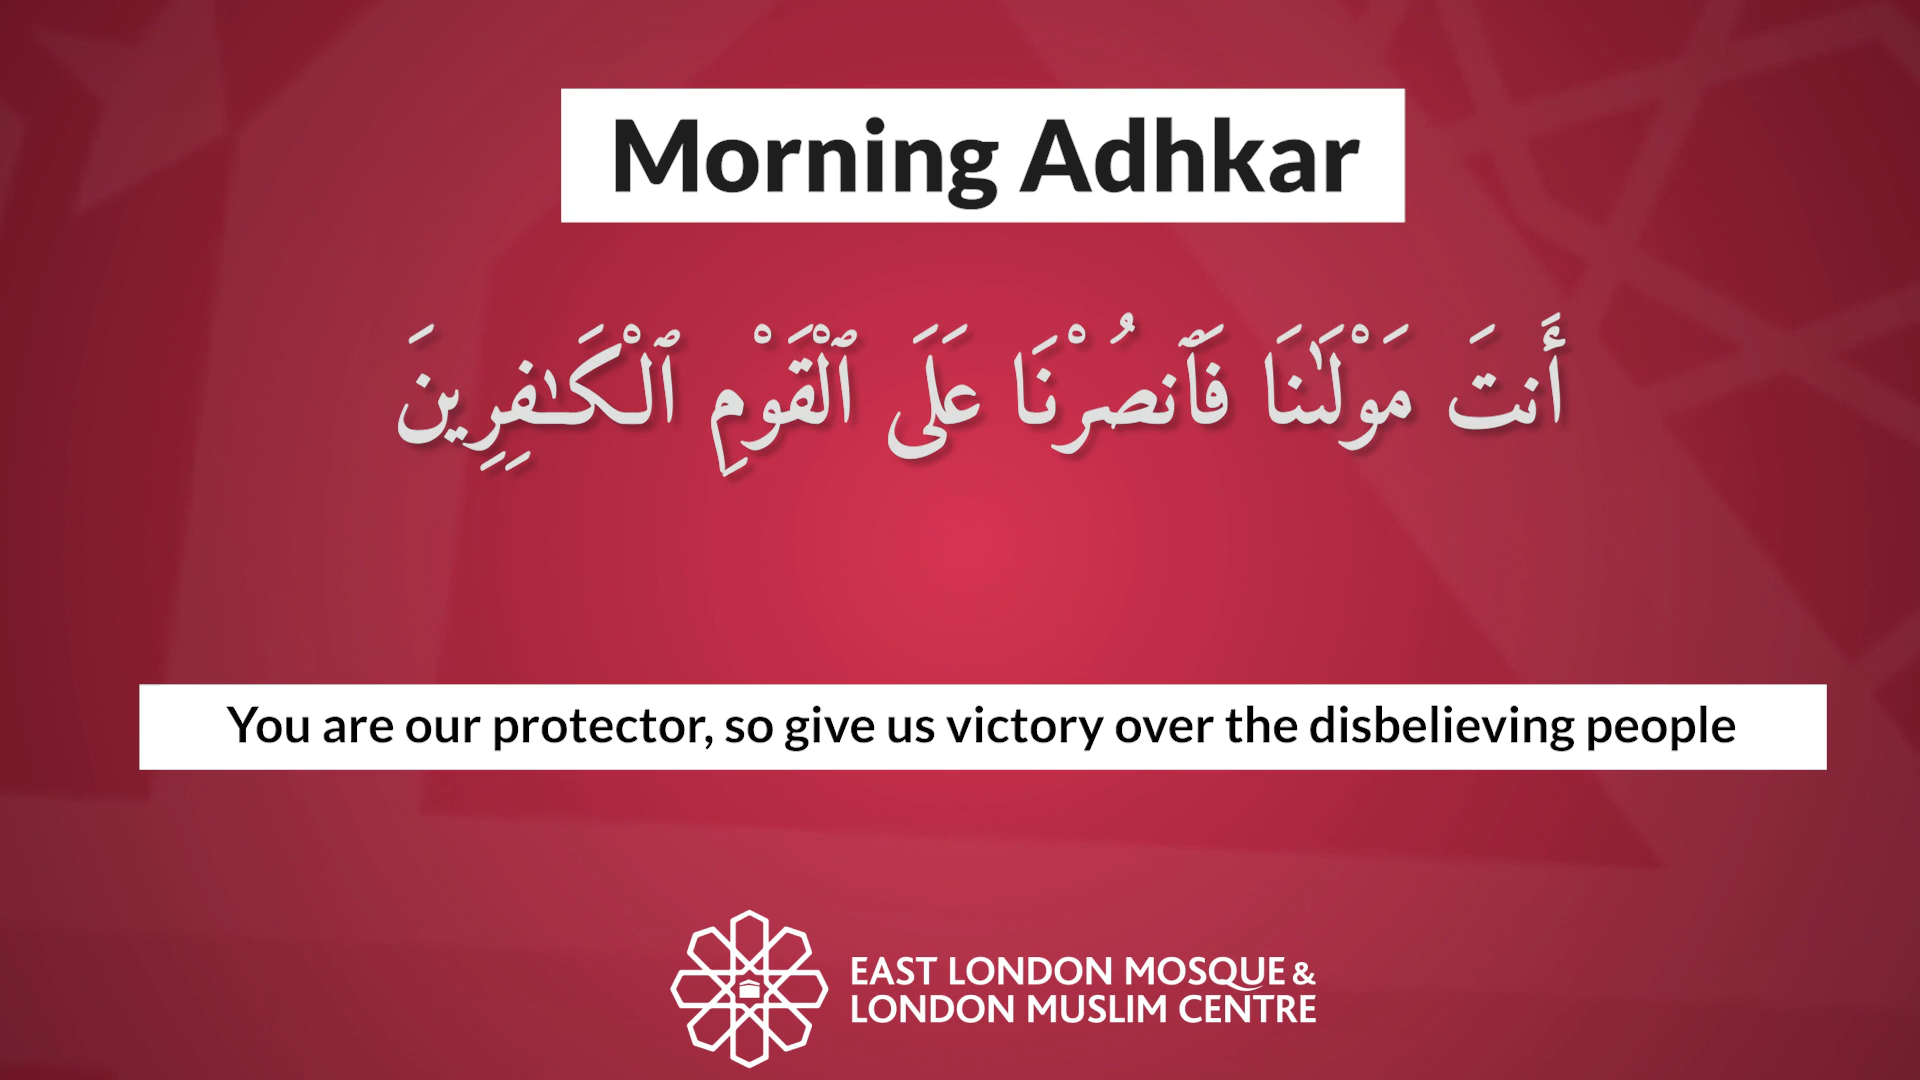 Morning Adhkar
أَنتَ مَوْلَىٰنَا فَٱنصُرْنَا عَلَى ٱلْقَوْمِ ٱلْكَـٰفِرِينَ
You are our protector, so give us victory over the disbelieving people
EAST LONDON MOSQUE &
LONDON MUSLIM CENTRE